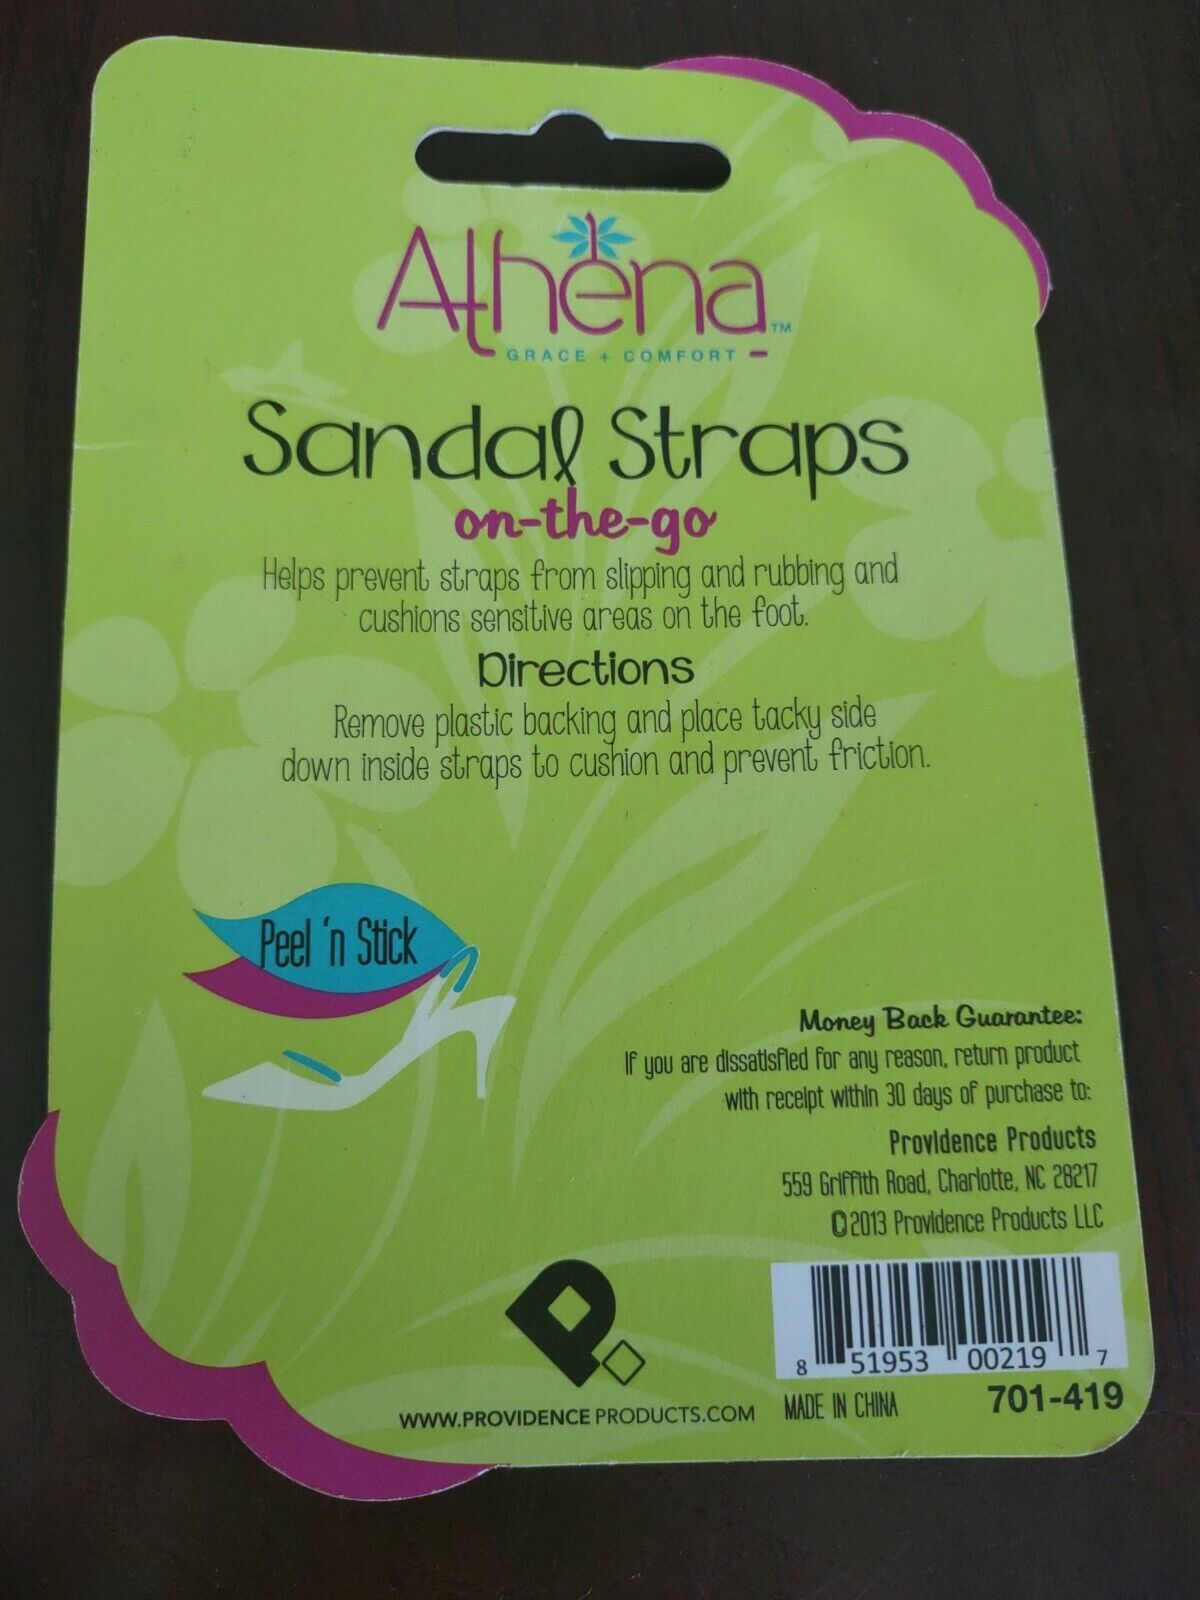 Athena™
GRACE + COMFORT
Sandal Straps
on-the-go
Helps prevent straps from slipping and rubbing and
cushions sensitive areas on the foot.
Directions
Remove plastic backing and place tacky side
down inside straps to cushion and prevent friction.
Peel 'n Stick
Money Back Guarantee:
If you are dissatisfied for any reason, return product
with receipt within 30 days of purchase to:
Providence Products
559 Griffith Road, Charlotte, NC 28217
©2013 Providence Products LLC
8 51953 00219 7
WWW.PROVIDENCEPRODUCTS.COM
MADE IN CHINA
701-419